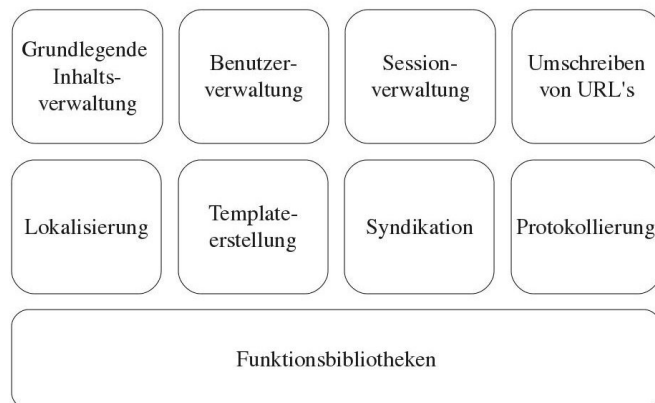 Grundlegende
Inhalts-
verwaltung
Benutzer-
verwaltung
Session-
verwaltung
Umschreiben
von URL's
Lokalisierung
Template-
erstellung
Syndikation
Protokollierung
Funktionsbibliotheken